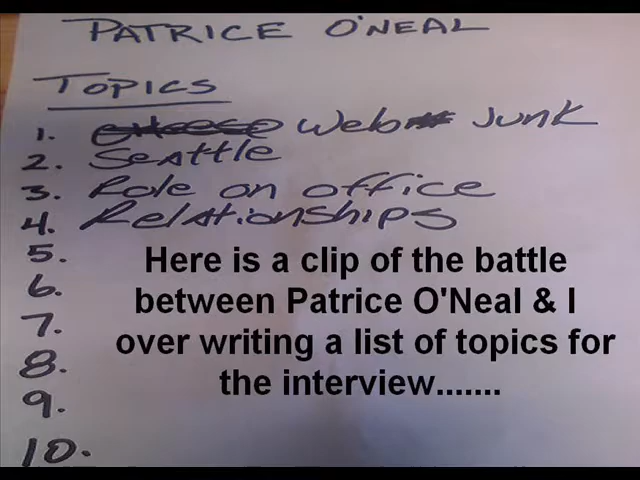 PATRICE O'NEAL
TOPICS
1. cheese Web Junk
2. Seattle
3. Role on office
4. Relationships
5.
6.
7.
8.
9.
10.
Here is a clip of the battle
between Patrice O'Neal & I
over writing a list of topics for
the interview.......